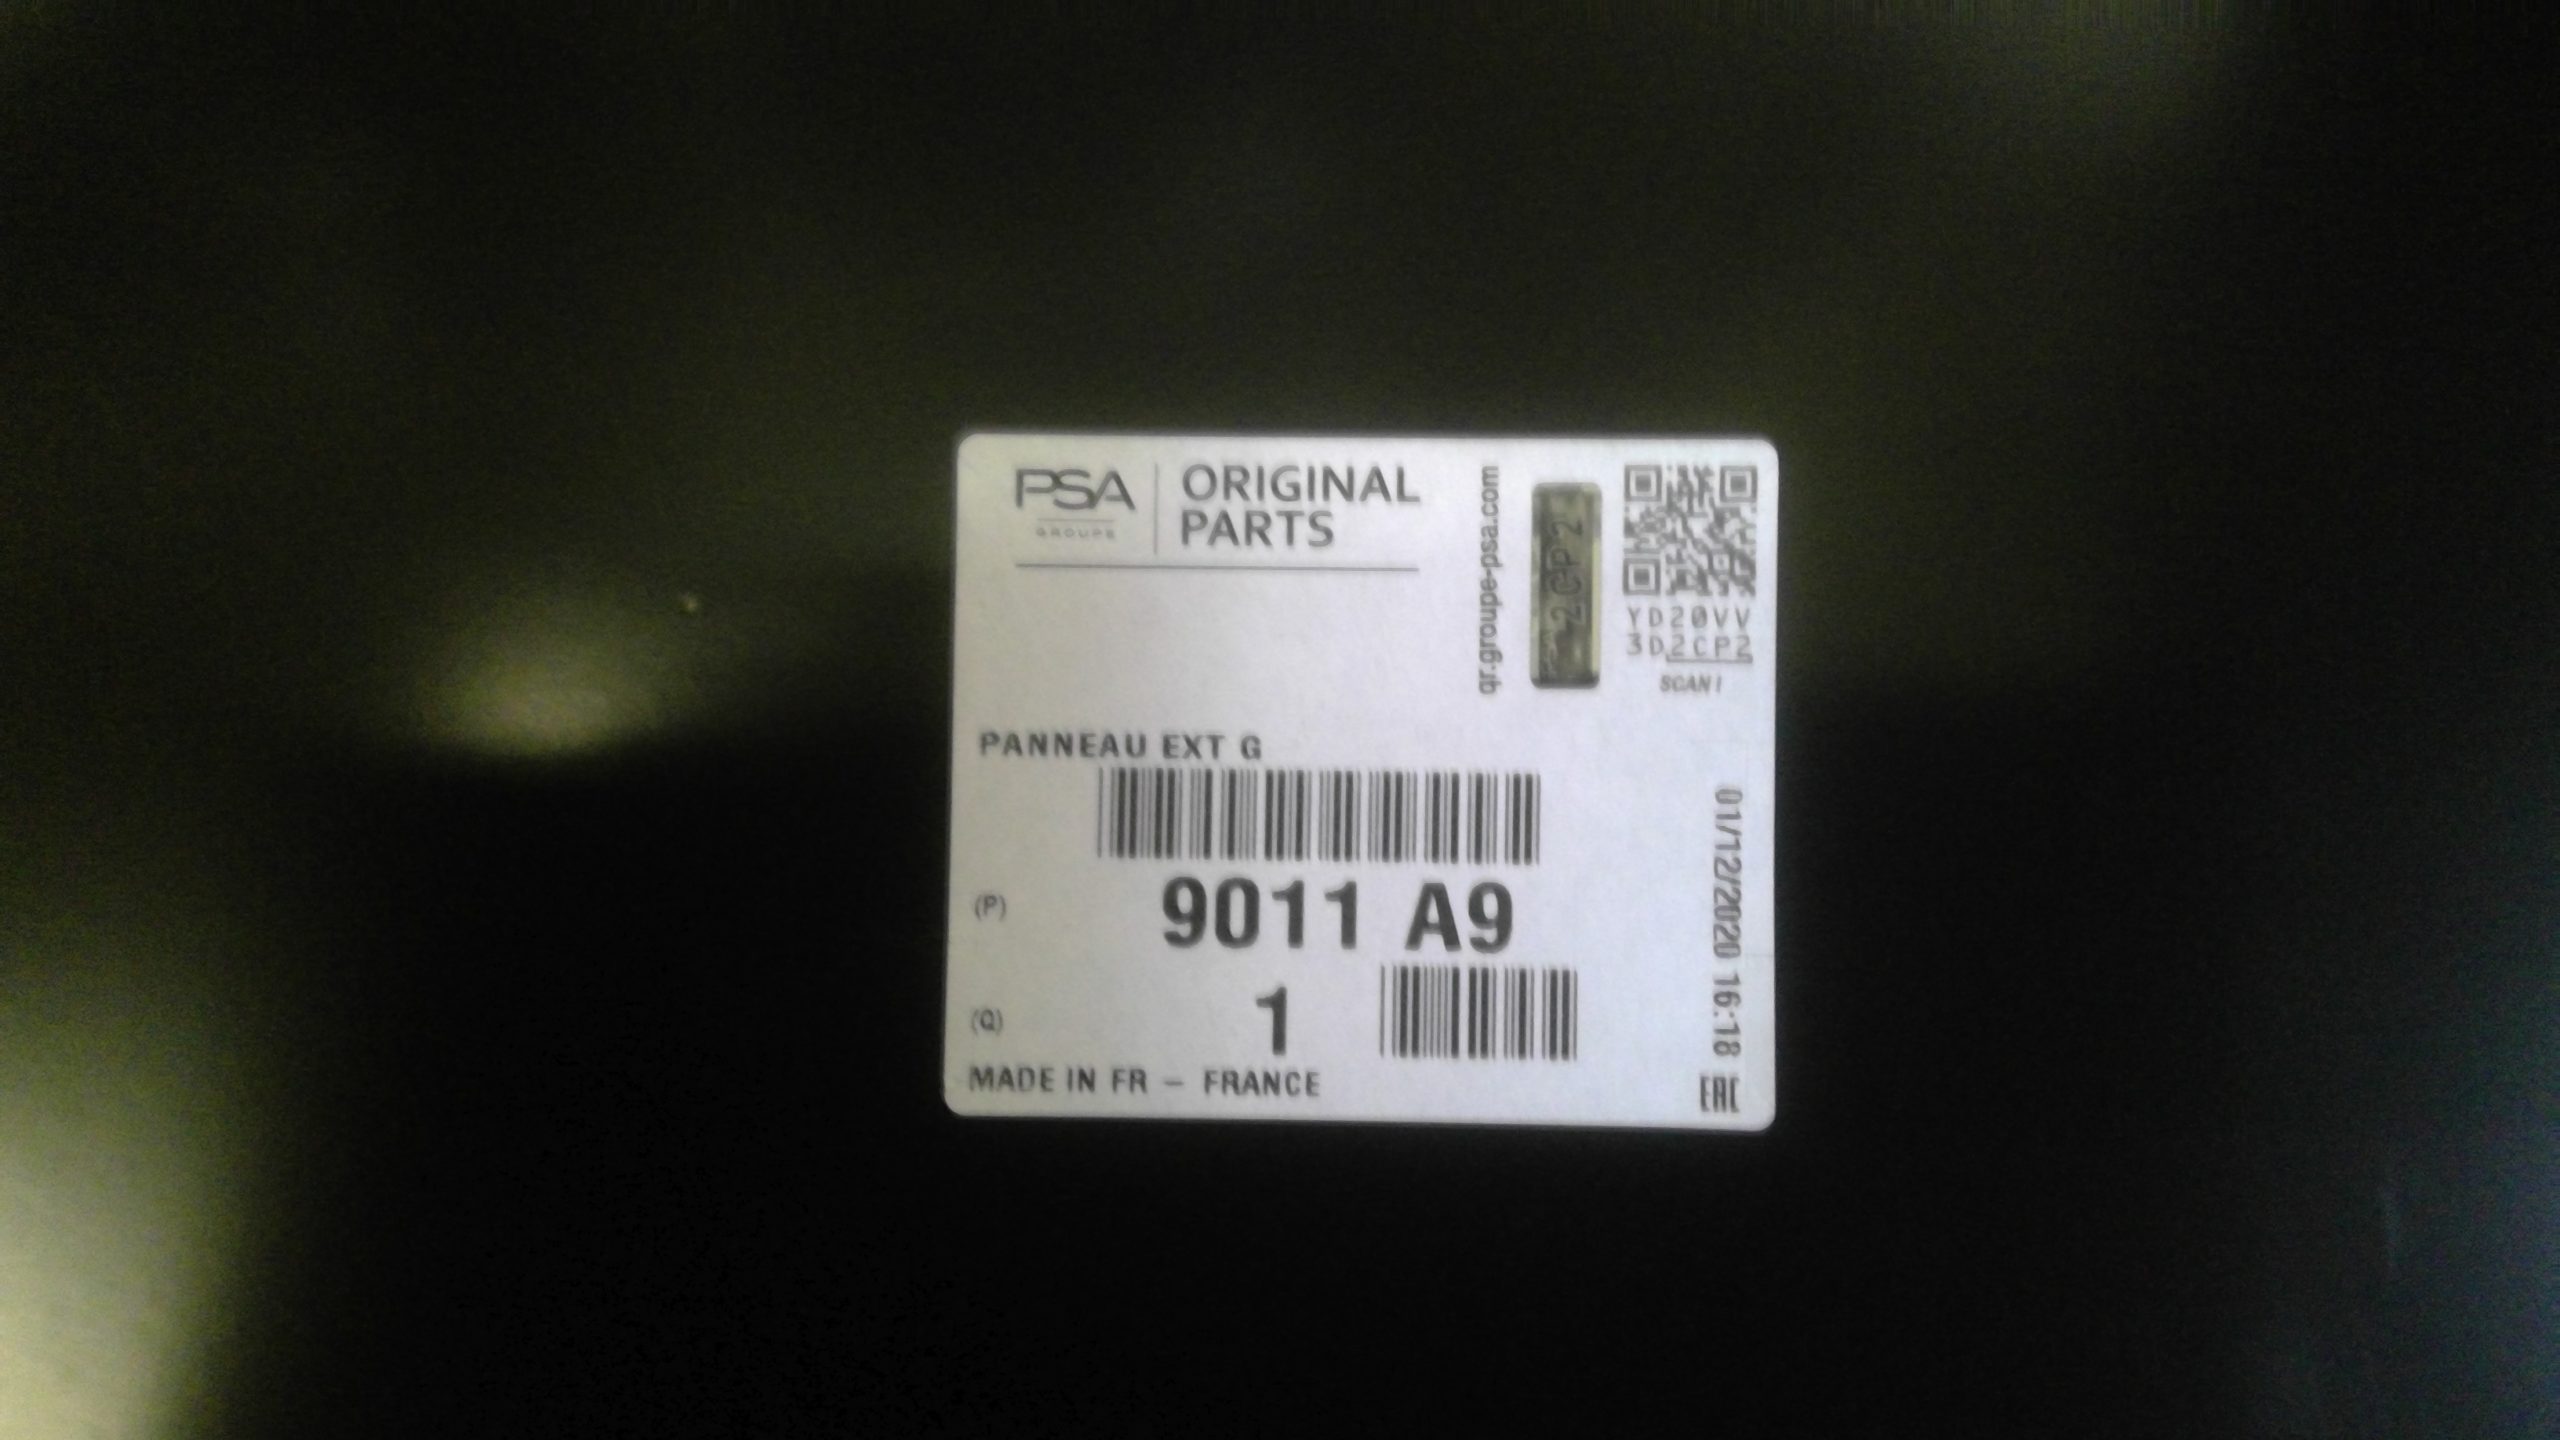 PSA
GROUPE
ORIGINAL
PARTS
qr.groupe-psa.com
2CP2
YD20VV
3D2CP2
SCAN!
PANNEAU EXT G
(P) 9011 A9
(Q) 1
MADE IN FR - FRANCE
01/12/2020 16:18
EAC